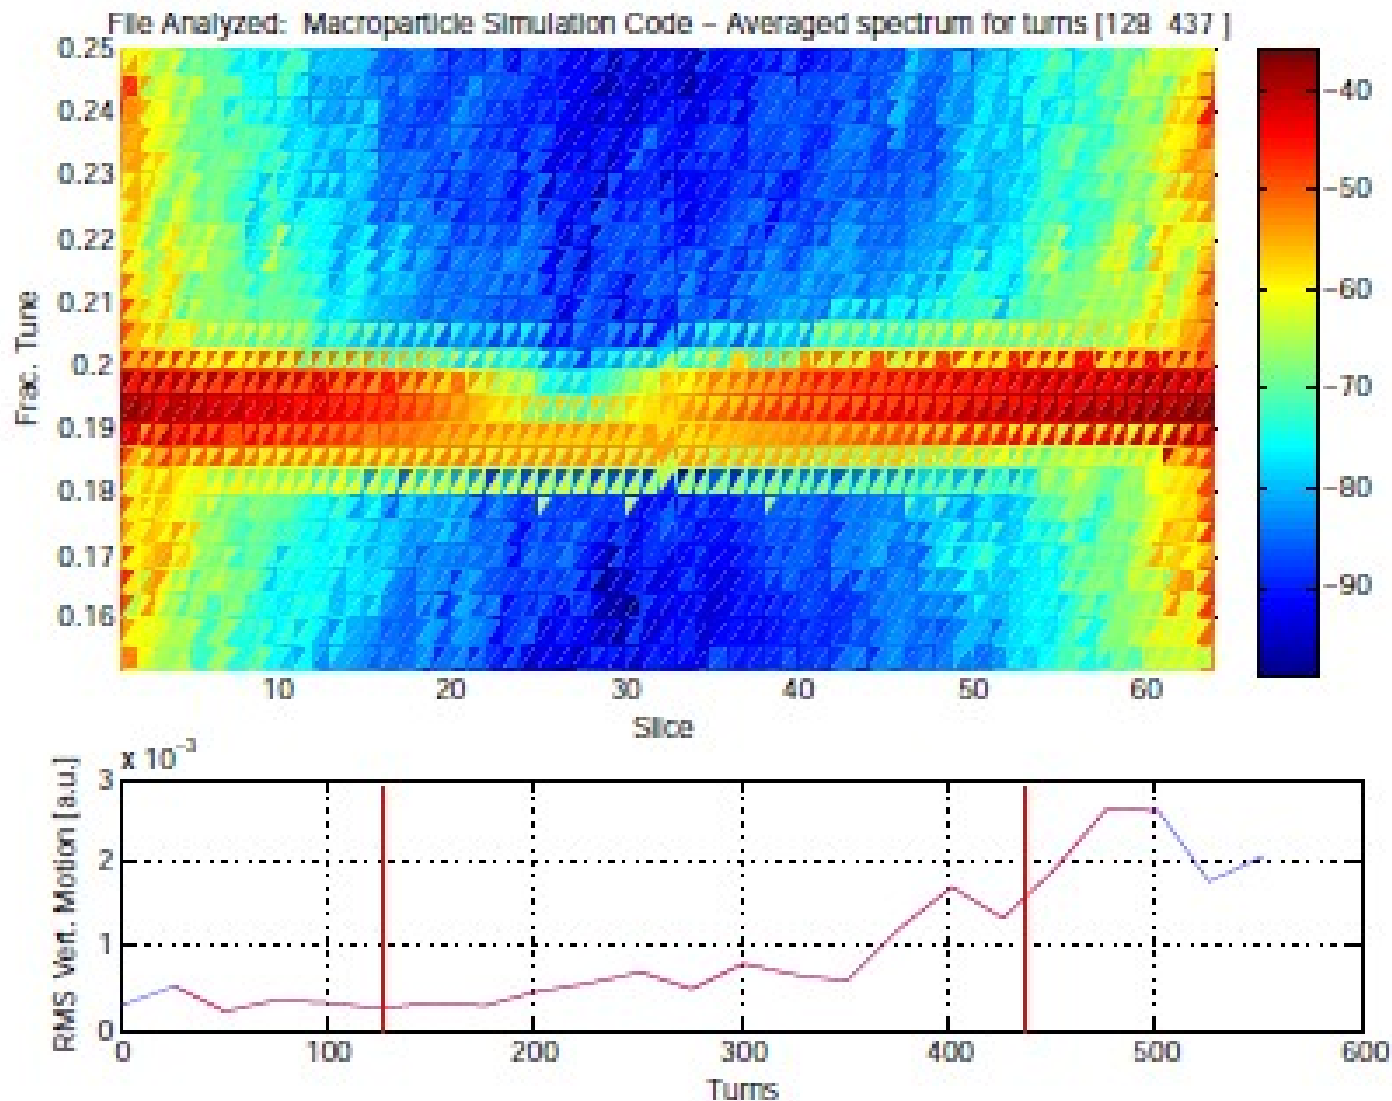 File Analyzed: Macroparticle Simulation Code – Averaged spectrum for turns [128 437 ]
0.25
0.24
0.23
0.22
0.21
0.2
0.19
0.18
0.17
0.16
Frac. Tune
10 20 30 40 50 60
Slice
−40
−50
−60
−70
−80
−90
x 10⁻³
3
2
1
0
RMS Vert. Motion [a.u.]
0 100 200 300 400 500 600
Turns